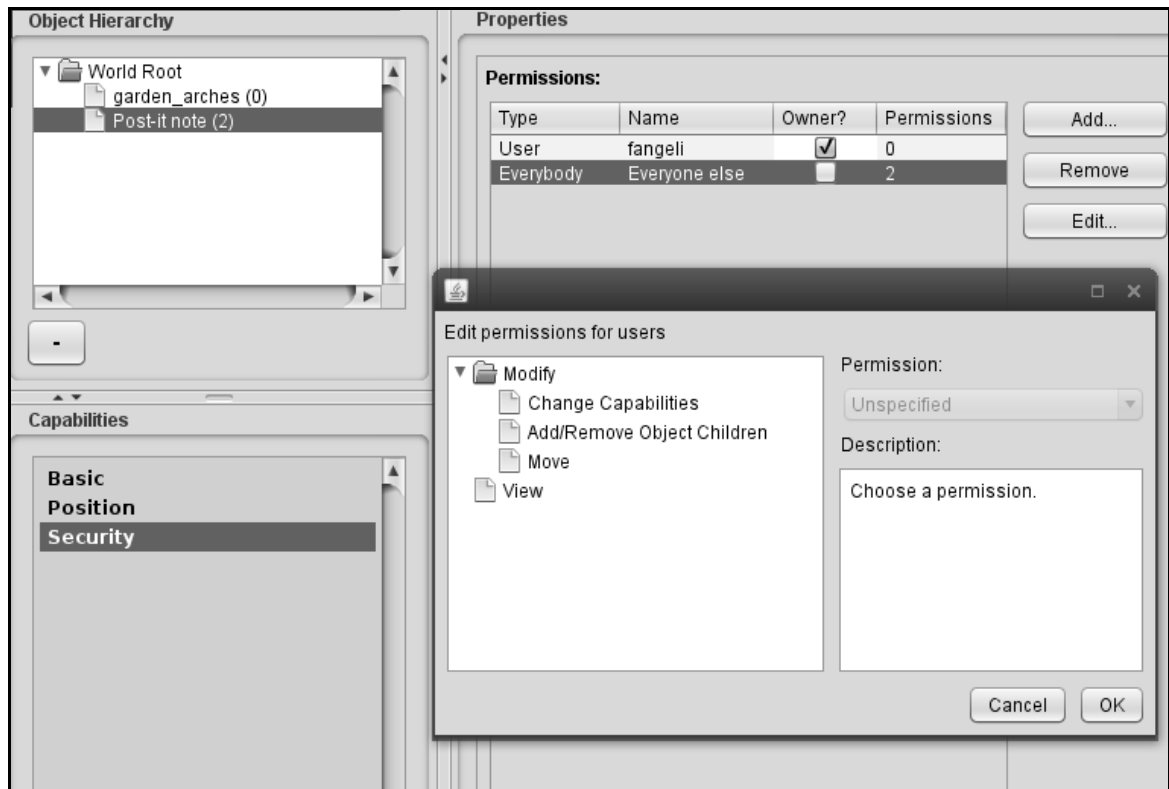 Object Hierarchy
World Root
garden_arches (0)
Post-it note (2)
-
Capabilities
Basic
Position
Security
Properties
Permissions:
Type Name Owner? Permissions
User fangeli 0
Everybody Everyone else 2
Add...
Remove
Edit...
Edit permissions for users
Modify
Change Capabilities
Add/Remove Object Children
Move
View
Permission:
Unspecified
Description:
Choose a permission.
Cancel OK